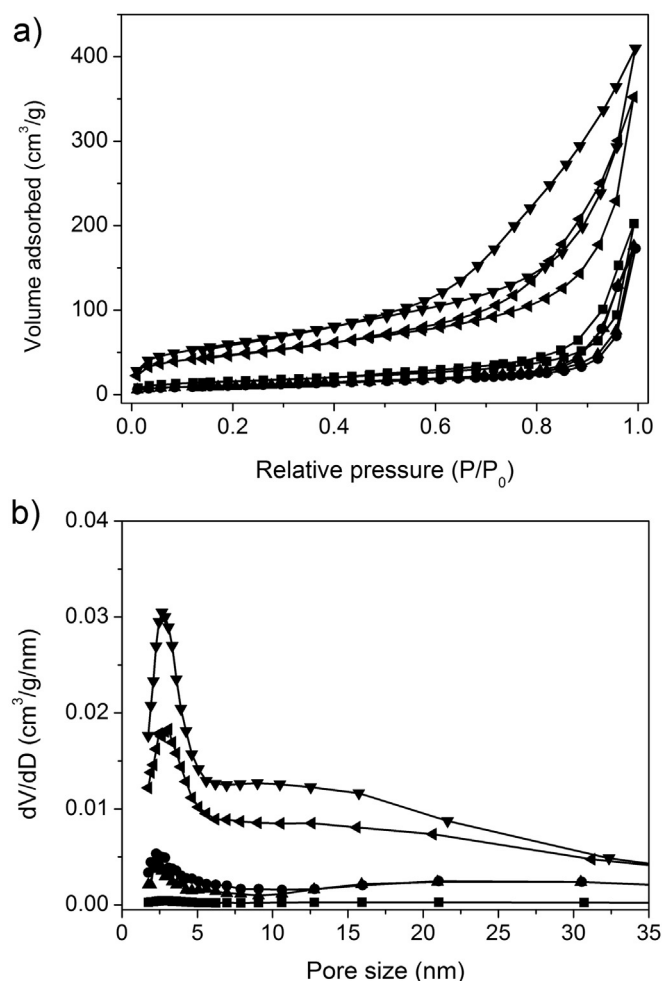 a)
400
300
200
100
0
Volume adsorbed (cm³/g)
0.0 0.2 0.4 0.6 0.8 1.0
Relative pressure (P/P₀)
b)
0.04
0.03
0.02
0.01
0.00
dV/dD (cm³/g/nm)
0 5 10 15 20 25 30 35
Pore size (nm)